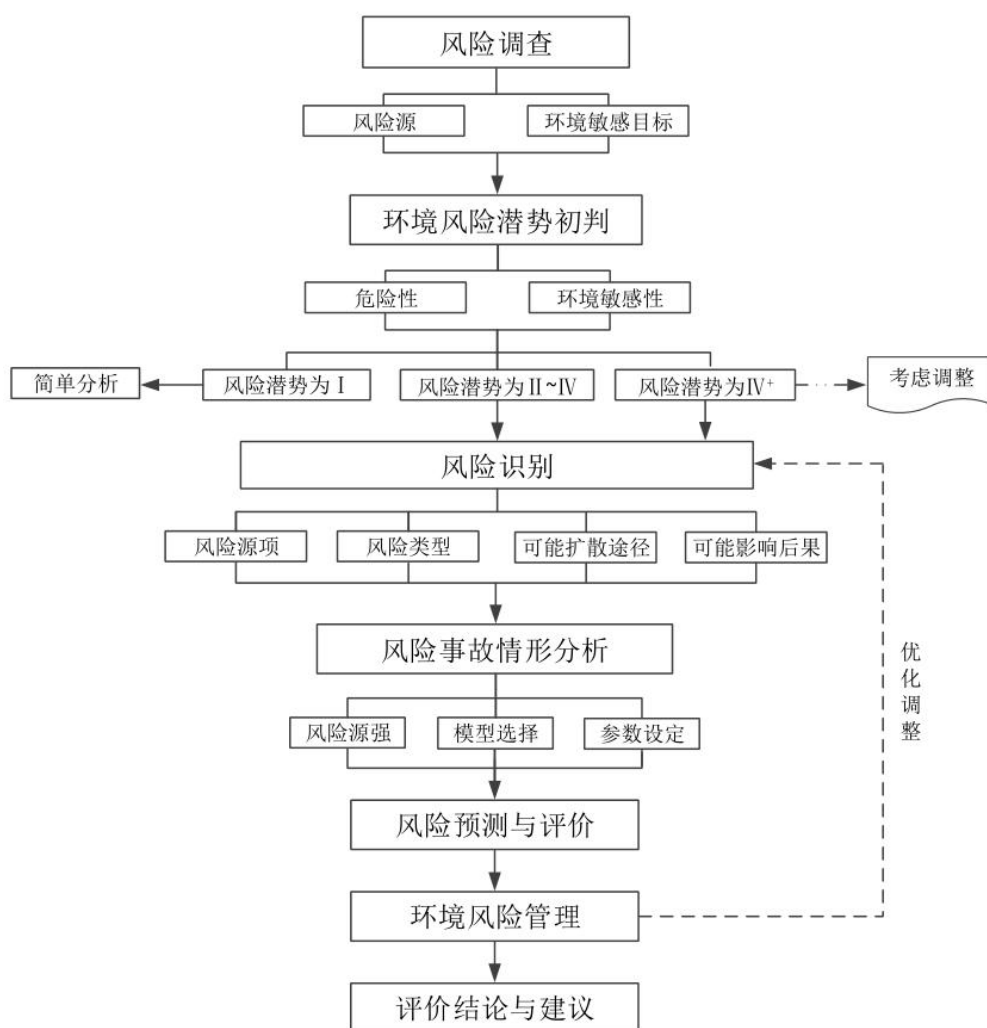 风险调查
风险源
环境敏感目标
环境风险潜势初判
危险性
环境敏感性
简单分析
风险潜势为Ⅰ
风险潜势为Ⅱ~Ⅳ
风险潜势为Ⅳ⁺
考虑调整
风险识别
风险源项
风险类型
可能扩散途径
可能影响后果
风险事故情形分析
优化调整
风险源强
模型选择
参数设定
风险预测与评价
环境风险管理
评价结论与建议